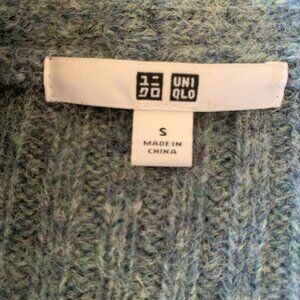 ユニ UNI
クロ QLO
S
MADE IN
CHINA